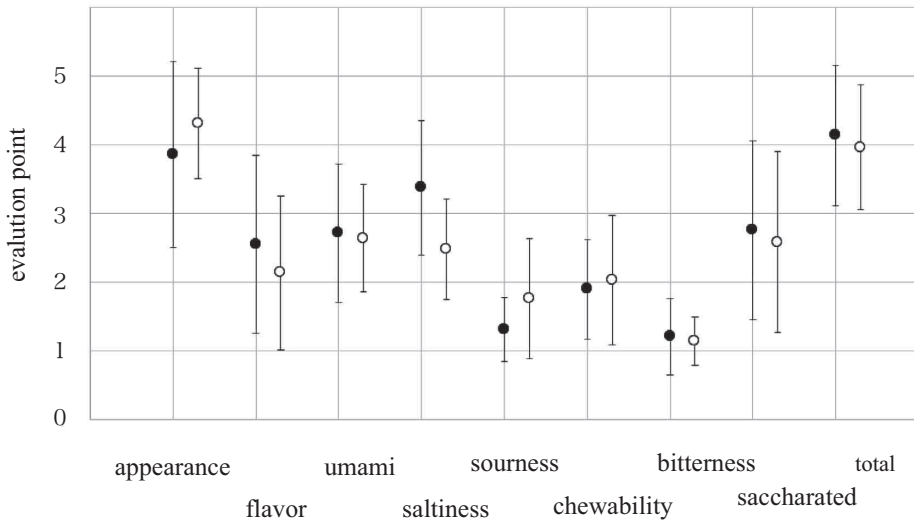 evalution point
5
4
3
2
1
0
appearance
flavor
umami
saltiness
sourness
chewability
bitterness
saccharated
total